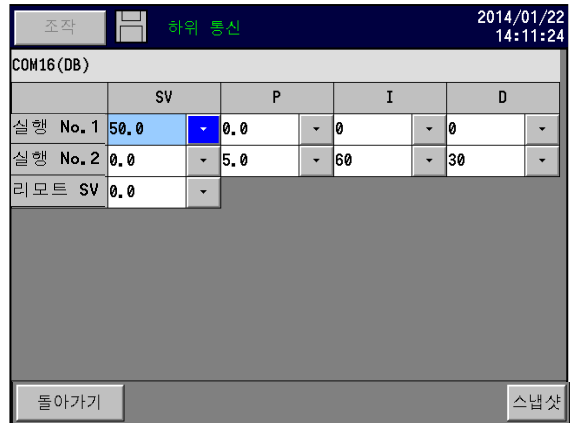 조작 하위 통신 2014/01/22
14:11:24
COM16(DB)
SV P I D
실행 No.1 50.0 0.0 0 0
실행 No.2 0.0 5.0 60 30
리모트 SV 0.0
돌아가기 스냅샷